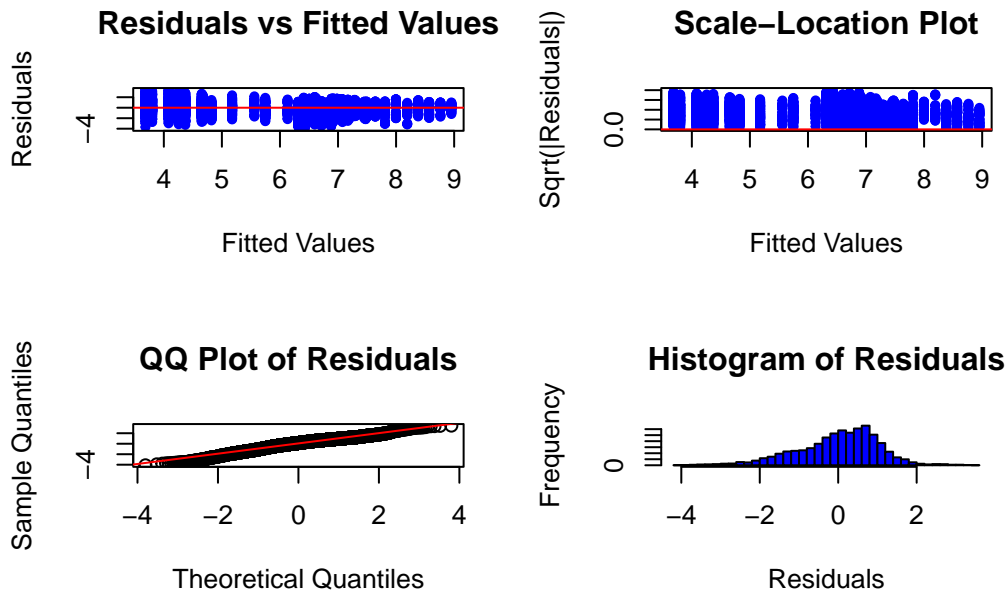 Residuals vs Fitted Values
Residuals
−4
4 5 6 7 8 9
Fitted Values
Scale−Location Plot
Sqrt(|Residuals|)
0.0
4 5 6 7 8 9
Fitted Values
QQ Plot of Residuals
Sample Quantiles
−4
−4 −2 0 2 4
Theoretical Quantiles
Histogram of Residuals
Frequency
0
−4 −2 0 2
Residuals